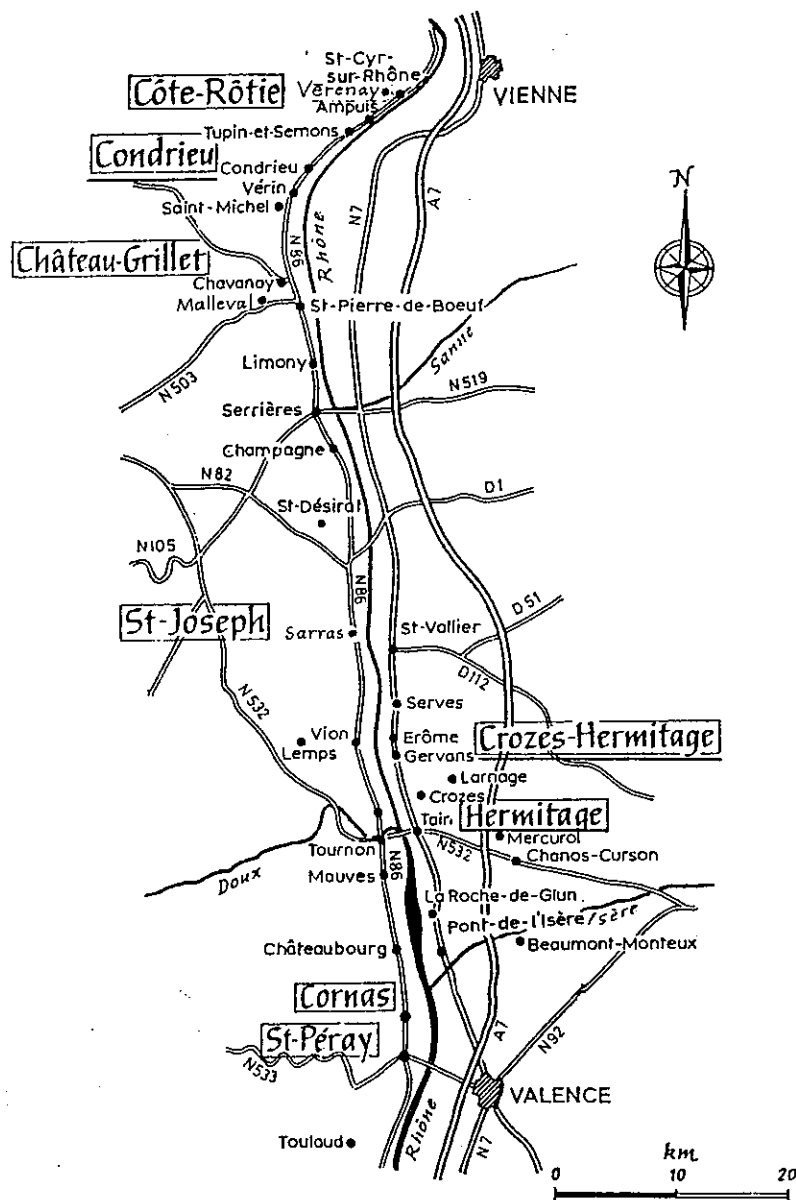 St-Cyr-
sur-Rhône
Verenay
Côte-Rôtie
Ampuis
VIENNE
Tupin-et-Semons
Condrieu
Condrieu
Vérin
Saint-Michel
N7
A7
N
N86
Rhône
Château-Grillet
Chavanay
Malleval
St-Pierre-de-Boeuf
Sanne
Limony
N503
N519
Serrières
Champagne
N82
D1
St-Désirat
N105
N86
D51
St-Joseph
Sarras
St-Vallier
D112
N532
Serves
Vion
Lemps
Erôme
Gervans
Crozes-Hermitage
Larnage
Crozes
Tain
Hermitage
Mercurol
Tournon
N532
Chanos-Curson
Doux
Mauves
N86
La Roche-de-Glun
Pont-de-l'Isère
Isère
Châteaubourg
Beaumont-Monteux
Cornas
St-Péray
A7
N92
N533
VALENCE
Rhône
Toulaud
N7
km
0 10 20